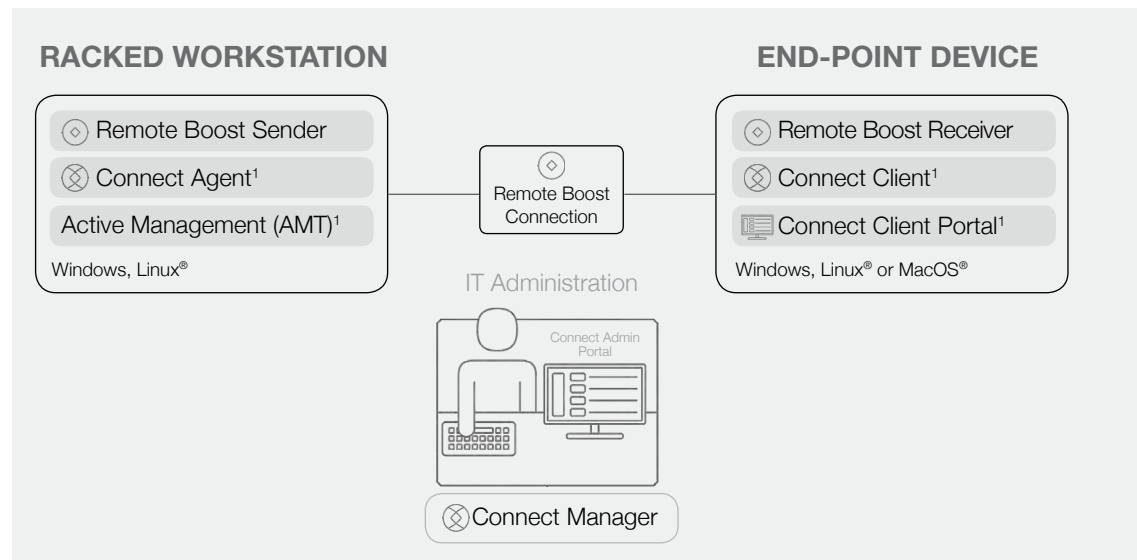 RACKED WORKSTATION
Remote Boost Sender
Connect Agent¹
Active Management (AMT)¹
Windows, Linux®
Remote Boost
Connection
END-POINT DEVICE
Remote Boost Receiver
Connect Client¹
Connect Client Portal¹
Windows, Linux® or MacOS®
IT Administration
Connect Admin
Portal
Connect Manager